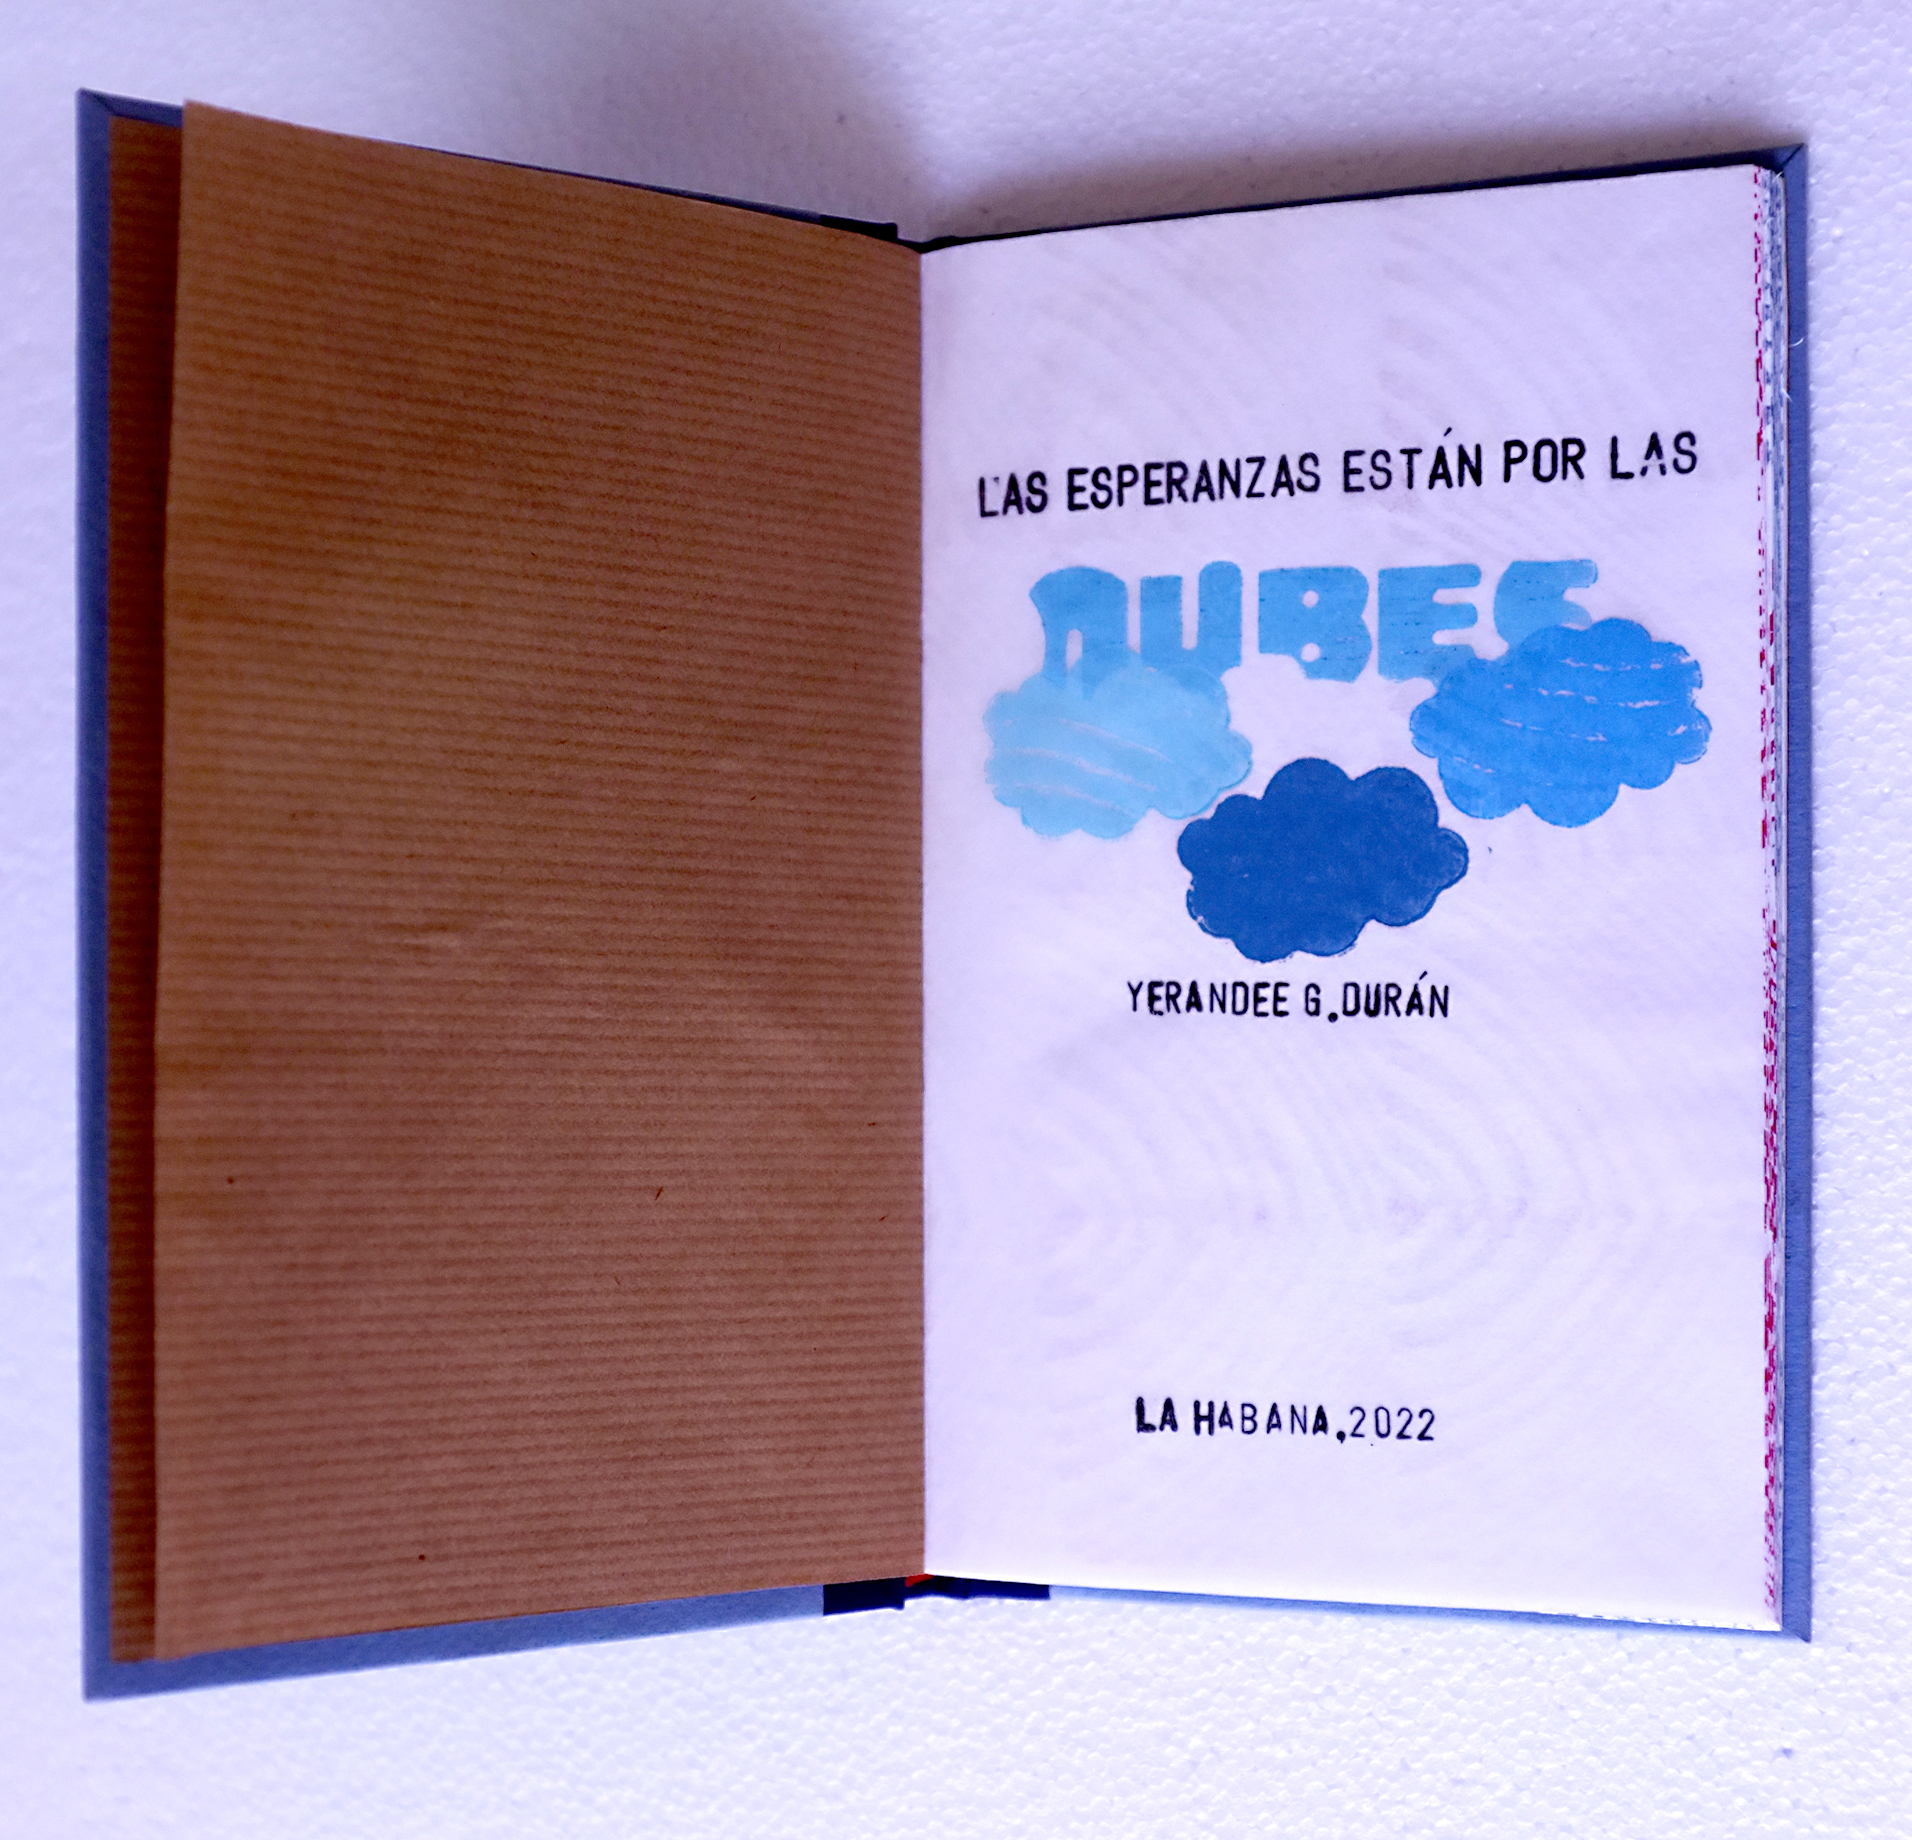 LAS ESPERANZAS ESTÁN POR LAS
NUBES
YERANDEE G. DURÁN
LA HABANA, 2022